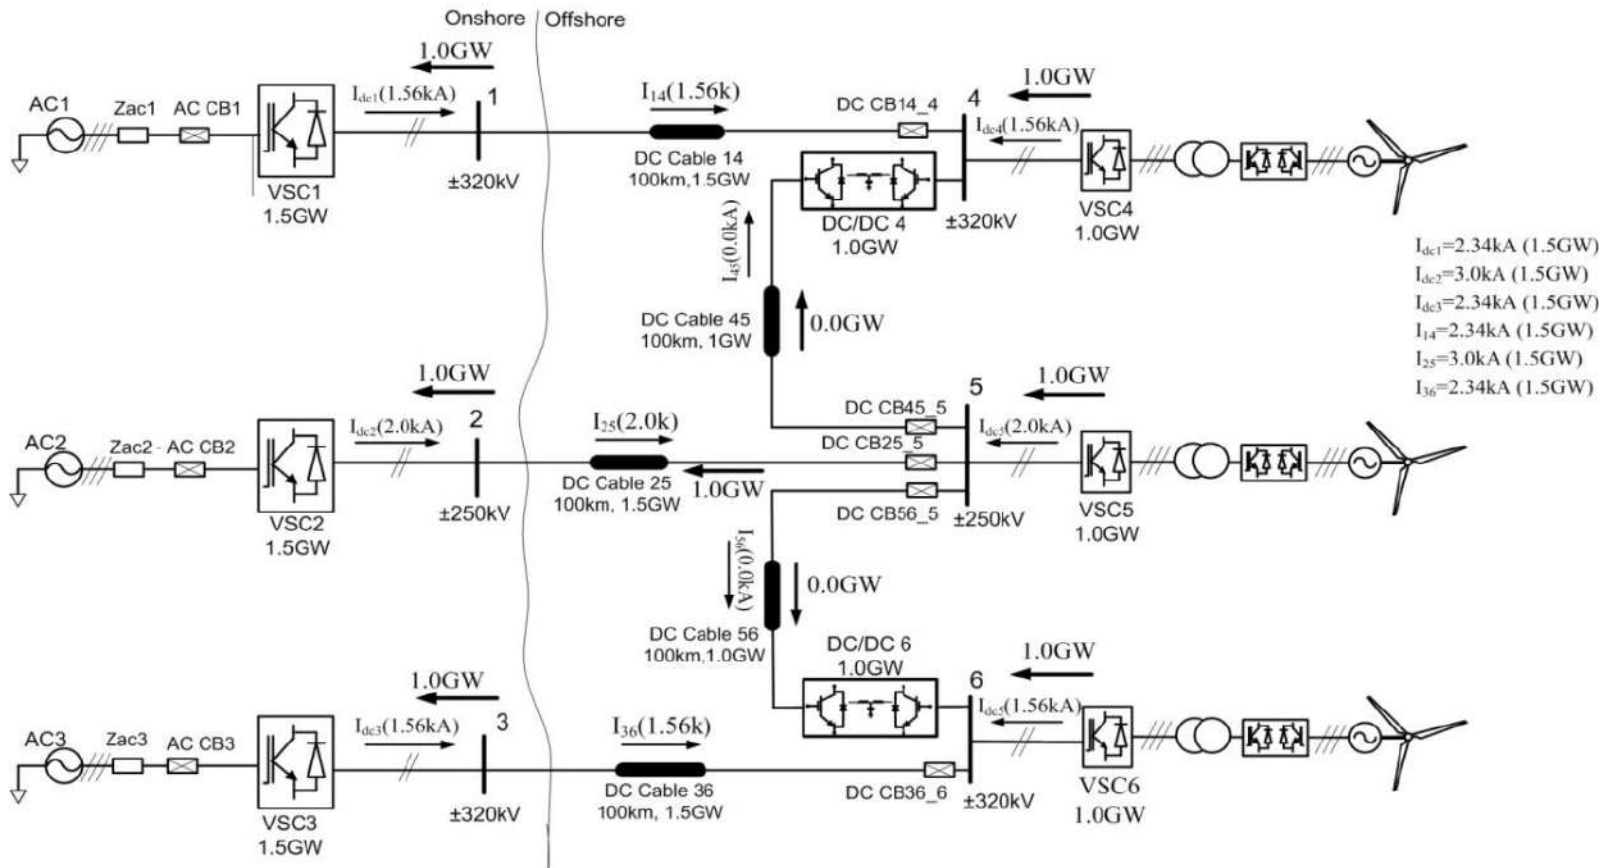 Onshore
Offshore
1.0GW
AC1
Zac1
AC CB1
Idc1(1.56kA)
1
I14(1.56k)
DC CB14_4
4
1.0GW
Idc4(1.56kA)
VSC1
1.5GW
±320kV
DC Cable 14
100km,1.5GW
DC/DC 4
1.0GW
±320kV
VSC4
1.0GW
I45(0.0kA)
DC Cable 45
100km, 1GW
0.0GW
Idc1=2.34kA (1.5GW)
Idc2=3.0kA (1.5GW)
Idc3=2.34kA (1.5GW)
I14=2.34kA (1.5GW)
I25=3.0kA (1.5GW)
I36=2.34kA (1.5GW)
1.0GW
AC2
Zac2
AC CB2
Idc2(2.0kA)
2
I25(2.0k)
DC CB45_5
DC CB25_5
5
1.0GW
Idc5(2.0kA)
VSC2
1.5GW
±250kV
DC Cable 25
100km, 1.5GW
1.0GW
DC CB56_5
±250kV
VSC5
1.0GW
I56(0.0kA)
0.0GW
DC Cable 56
100km,1.0GW
DC/DC 6
1.0GW
6
1.0GW
1.0GW
AC3
Zac3
AC CB3
Idc3(1.56kA)
3
I36(1.56k)
Idc5(1.56kA)
VSC3
1.5GW
±320kV
DC Cable 36
100km, 1.5GW
DC CB36_6
±320kV
VSC6
1.0GW